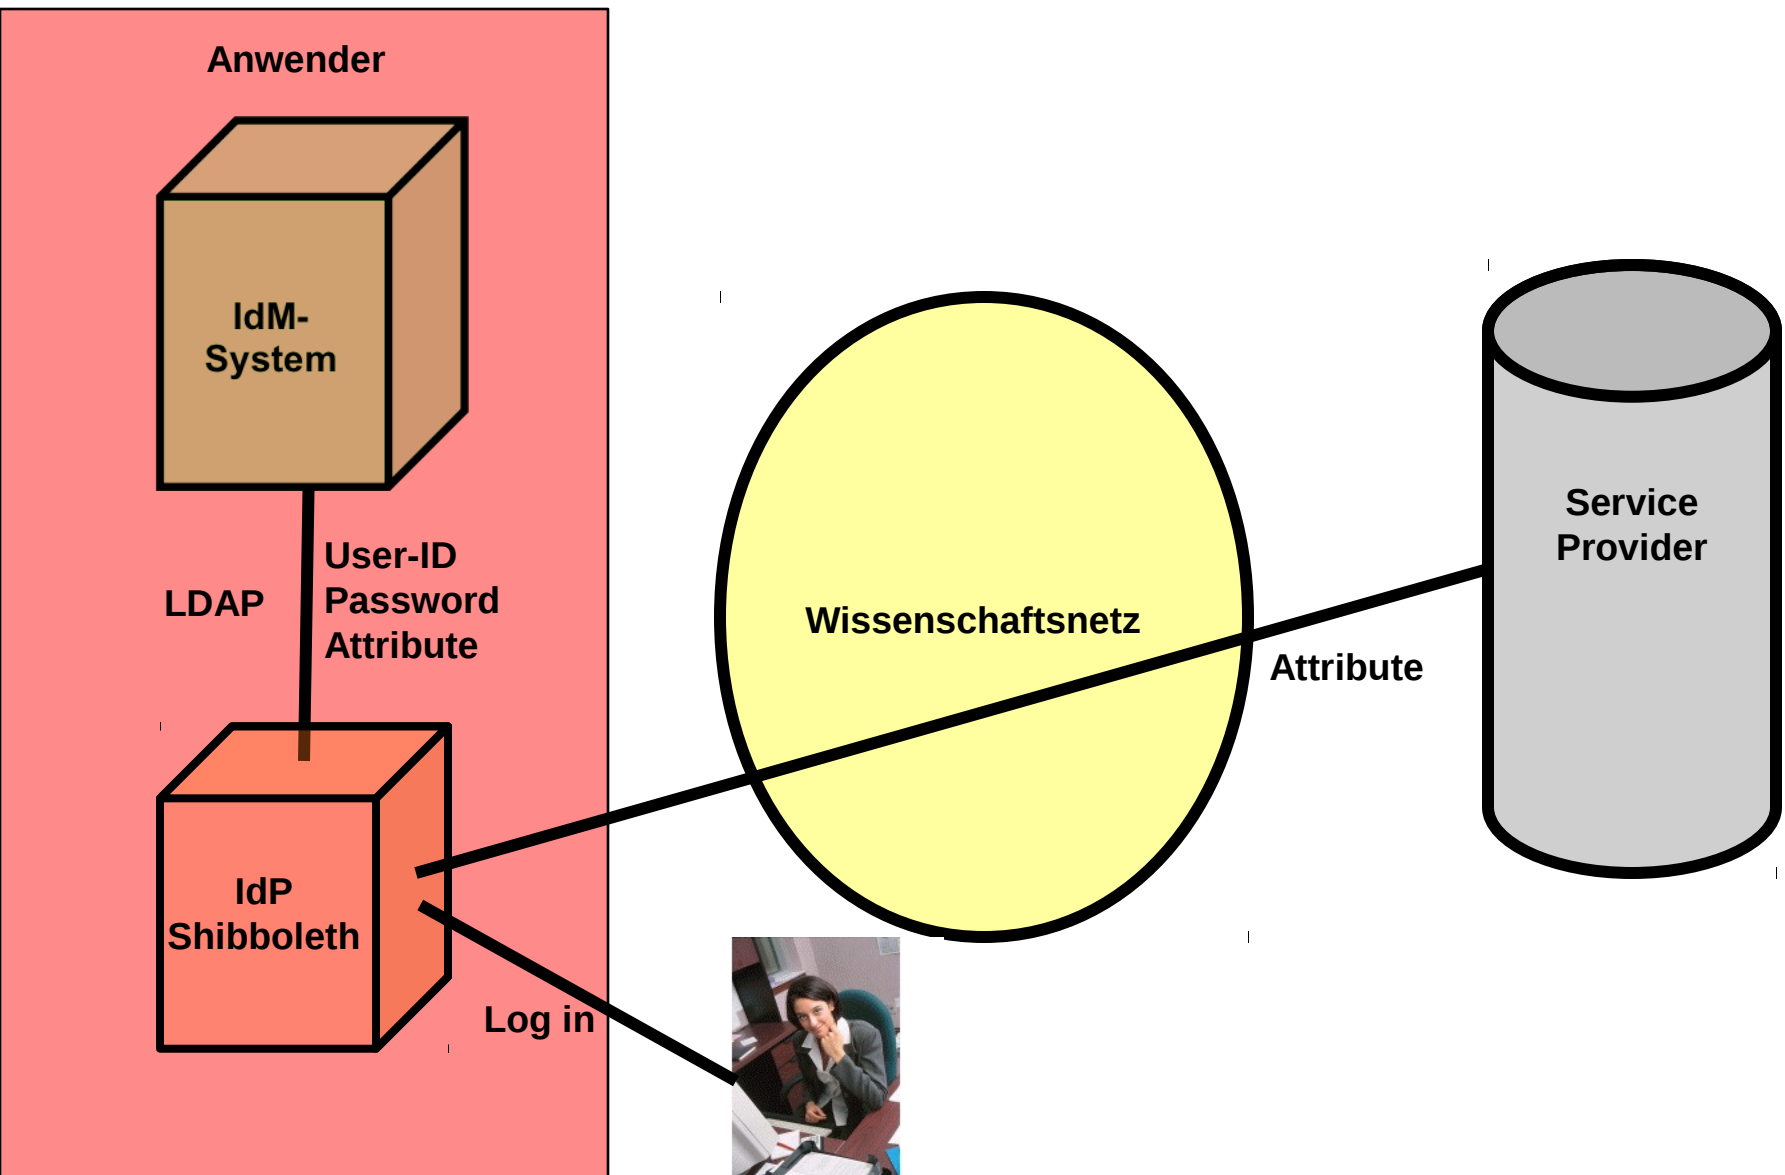 Anwender
IdM-
System
LDAP
User-ID
Password
Attribute
IdP
Shibboleth
Log in
Wissenschaftsnetz
Attribute
Service
Provider